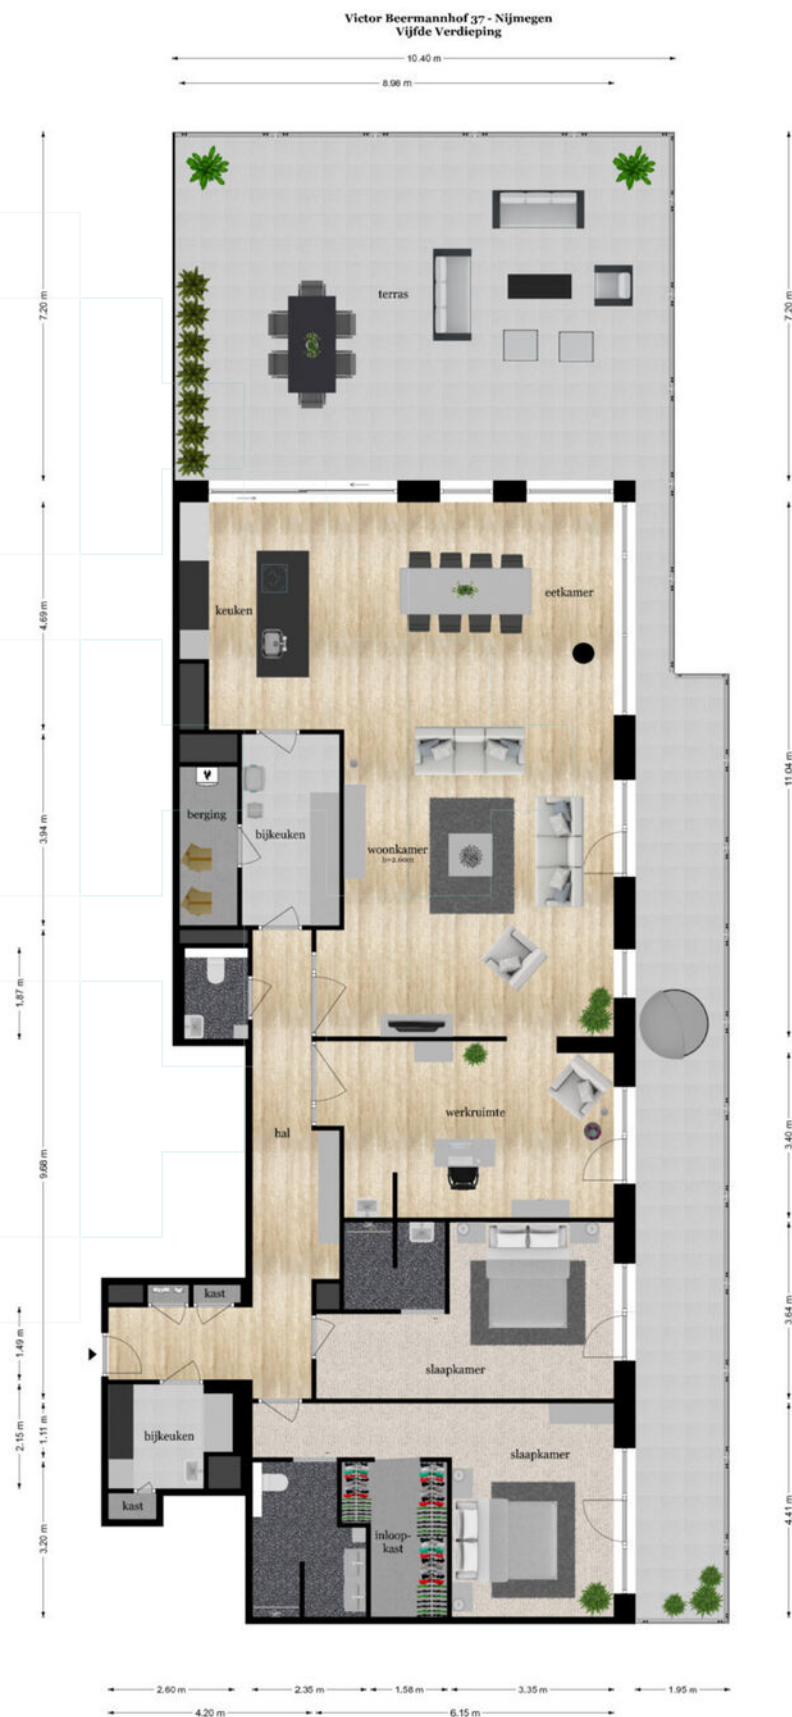 Victor Beermannhof 37 - Nijmegen
Vijfde Verdieping
10.40 m
8.96 m
7.20 m
7.20 m
terras
keuken
eetkamer
4.69 m
11.04 m
berging
bijkeuken
woonkamer
h=2.60m
3.94 m
1.87 m
hal
werkruimte
9.68 m
3.40 m
kast
slaapkamer
1.49 m
3.64 m
bijkeuken
slaapkamer
2.15 m
1.11 m
kast
inloop-
kast
3.20 m
4.41 m
2.60 m
2.35 m
1.58 m
3.35 m
1.95 m
4.20 m
6.15 m